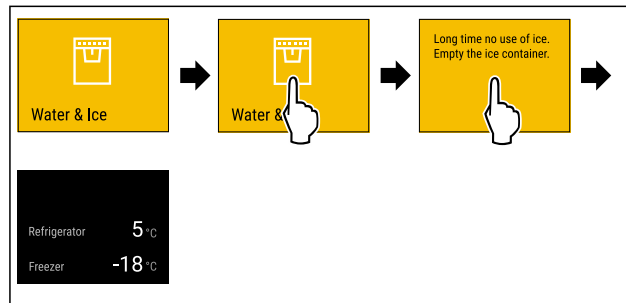 Water & Ice
Water &
Long time no use of ice.
Empty the ice container.
Refrigerator 5 °C
Freezer -18 °C